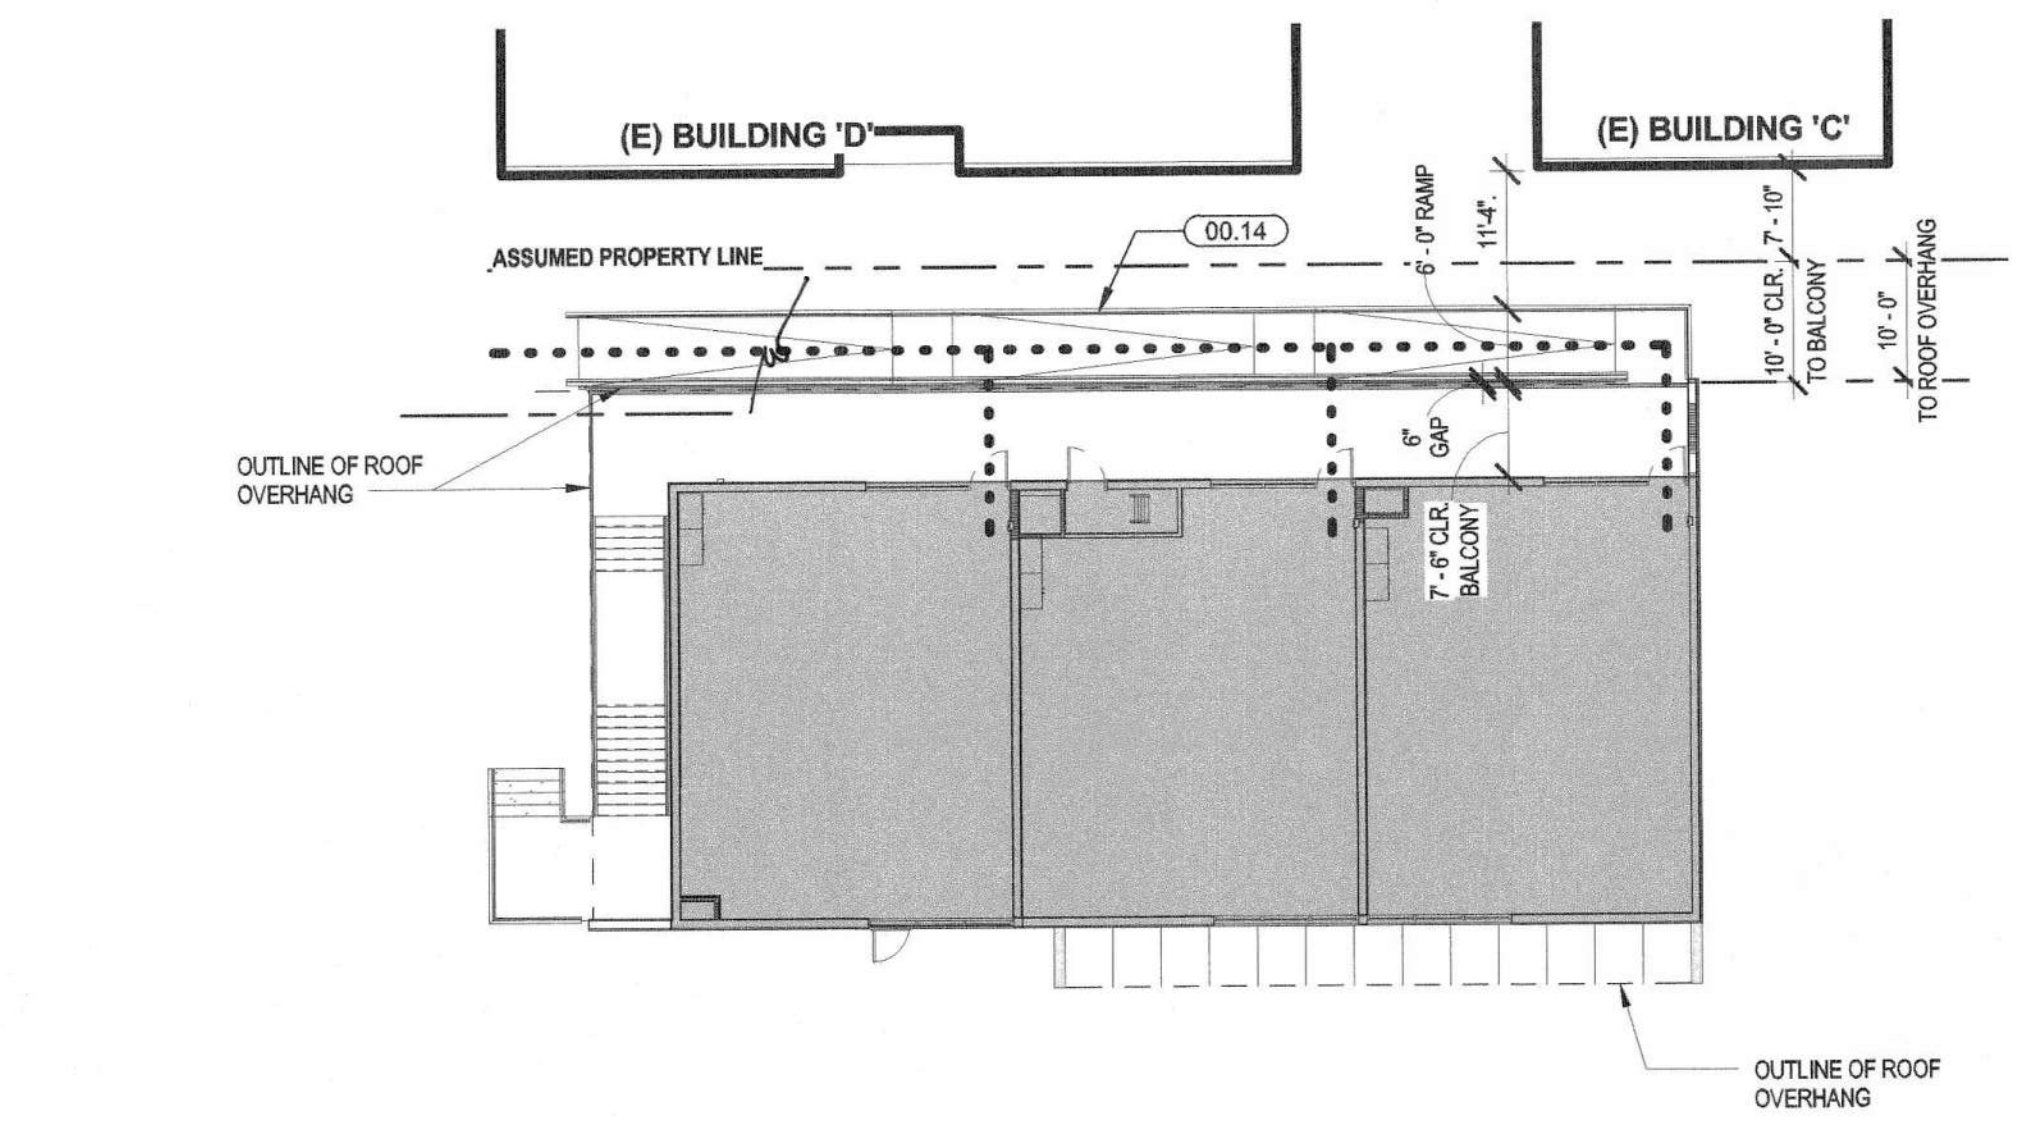 (E) BUILDING 'D'
(E) BUILDING 'C'
00.14
ASSUMED PROPERTY LINE
6' - 0" RAMP
11'-4".
7' - 10"
10' - 0" CLR.
TO BALCONY
10' - 0"
TO ROOF OVERHANG
6"
GAP
7' - 6" CLR.
BALCONY
OUTLINE OF ROOF
OVERHANG
OUTLINE OF ROOF
OVERHANG